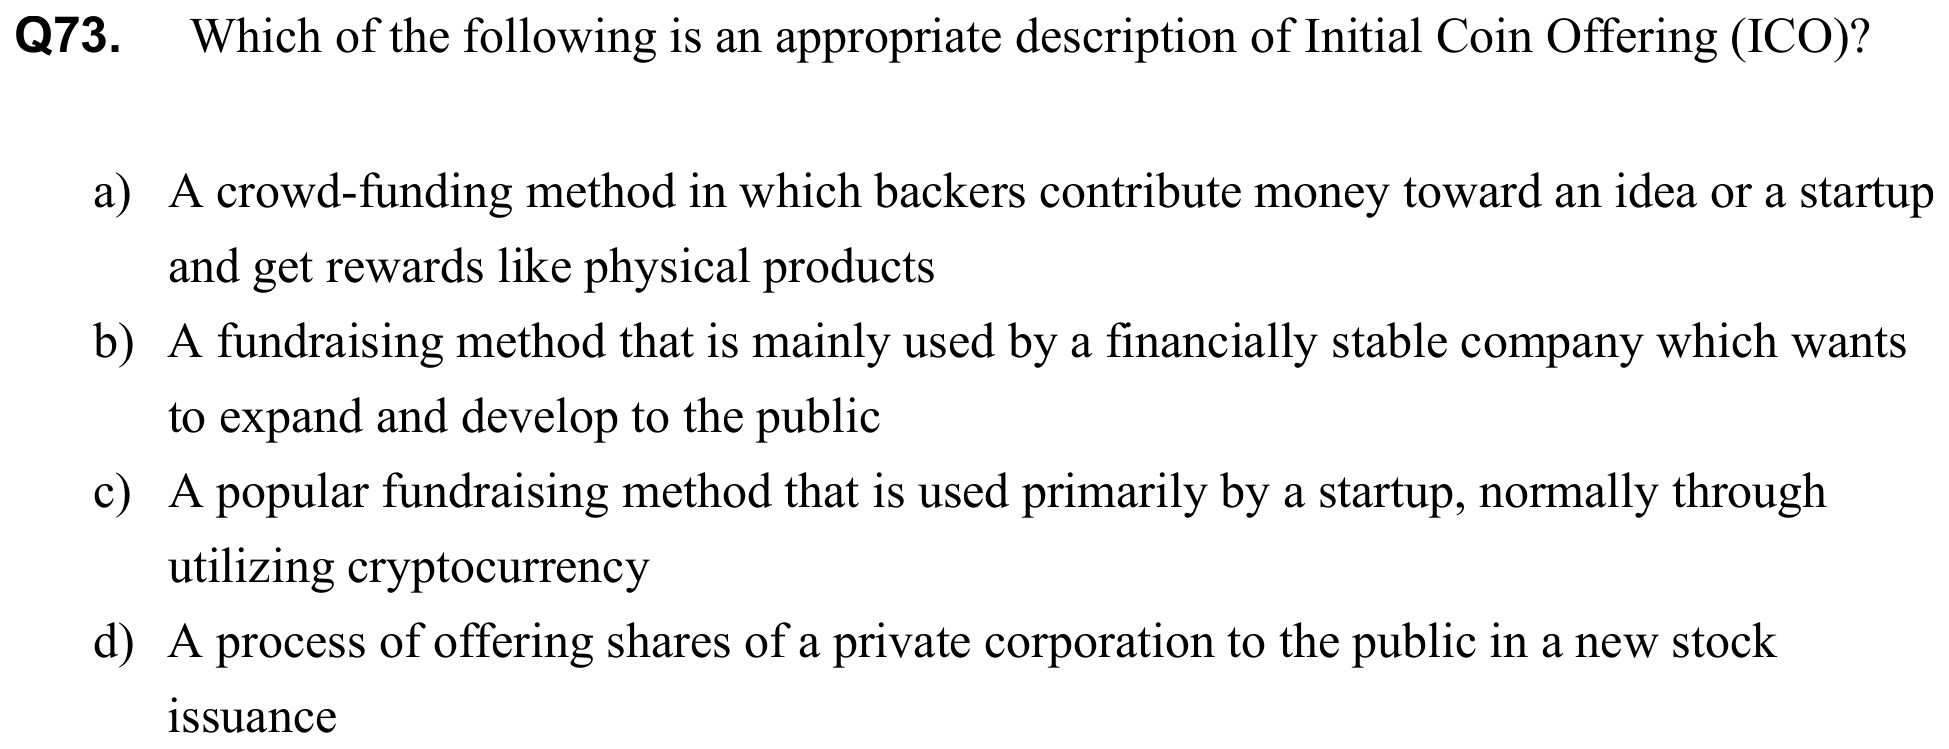 Q73. Which of the following is an appropriate description of Initial Coin Offering (ICO)?
a) A crowd-funding method in which backers contribute money toward an idea or a startup
and get rewards like physical products
b) A fundraising method that is mainly used by a financially stable company which wants
to expand and develop to the public
c) A popular fundraising method that is used primarily by a startup, normally through
utilizing cryptocurrency
d) A process of offering shares of a private corporation to the public in a new stock
issuance